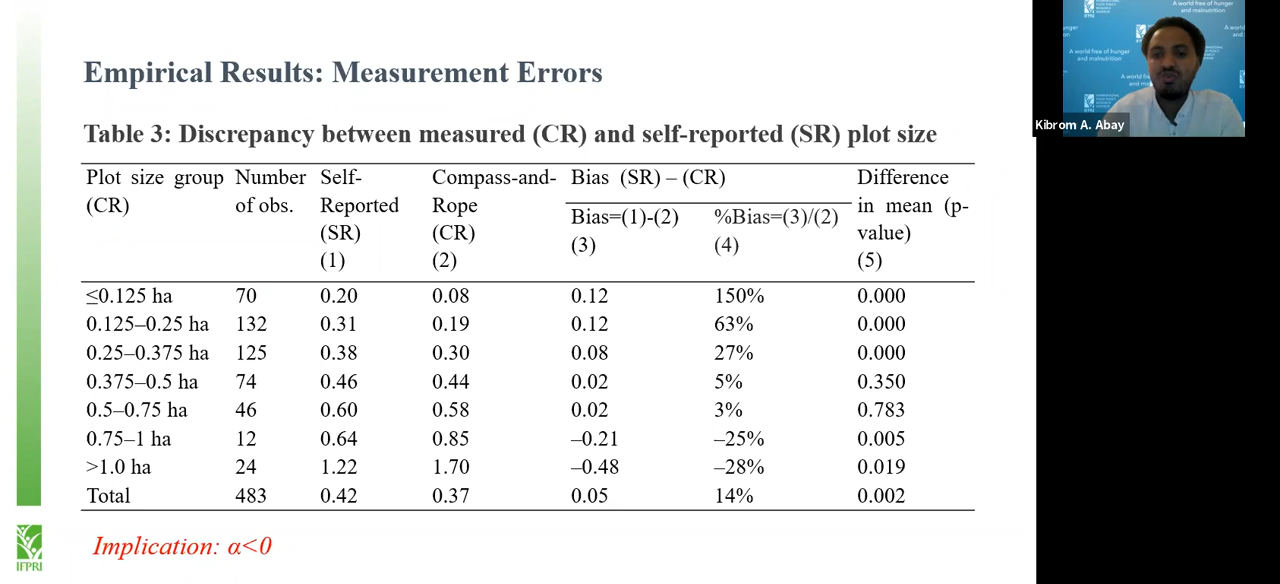 Empirical Results: Measurement Errors
Table 3: Discrepancy between measured (CR) and self-reported (SR) plot size
Plot size group (CR) Number of obs. Self-Reported (SR) (1) Compass-and-Rope (CR) (2) Bias (SR) – (CR) Bias=(1)-(2) (3) %Bias=(3)/(2) (4) Difference in mean (p-value) (5)
≤0.125 ha 70 0.20 0.08 0.12 150% 0.000
0.125–0.25 ha 132 0.31 0.19 0.12 63% 0.000
0.25–0.375 ha 125 0.38 0.30 0.08 27% 0.000
0.375–0.5 ha 74 0.46 0.44 0.02 5% 0.350
0.5–0.75 ha 46 0.60 0.58 0.02 3% 0.783
0.75–1 ha 12 0.64 0.85 –0.21 –25% 0.005
>1.0 ha 24 1.22 1.70 –0.48 –28% 0.019
Total 483 0.42 0.37 0.05 14% 0.002
Implication: α<0
IFPRI
IFPRI
A world free of hunger
and malnutrition
A world free of hunger
and malnutrition
Kibrom A. Abay